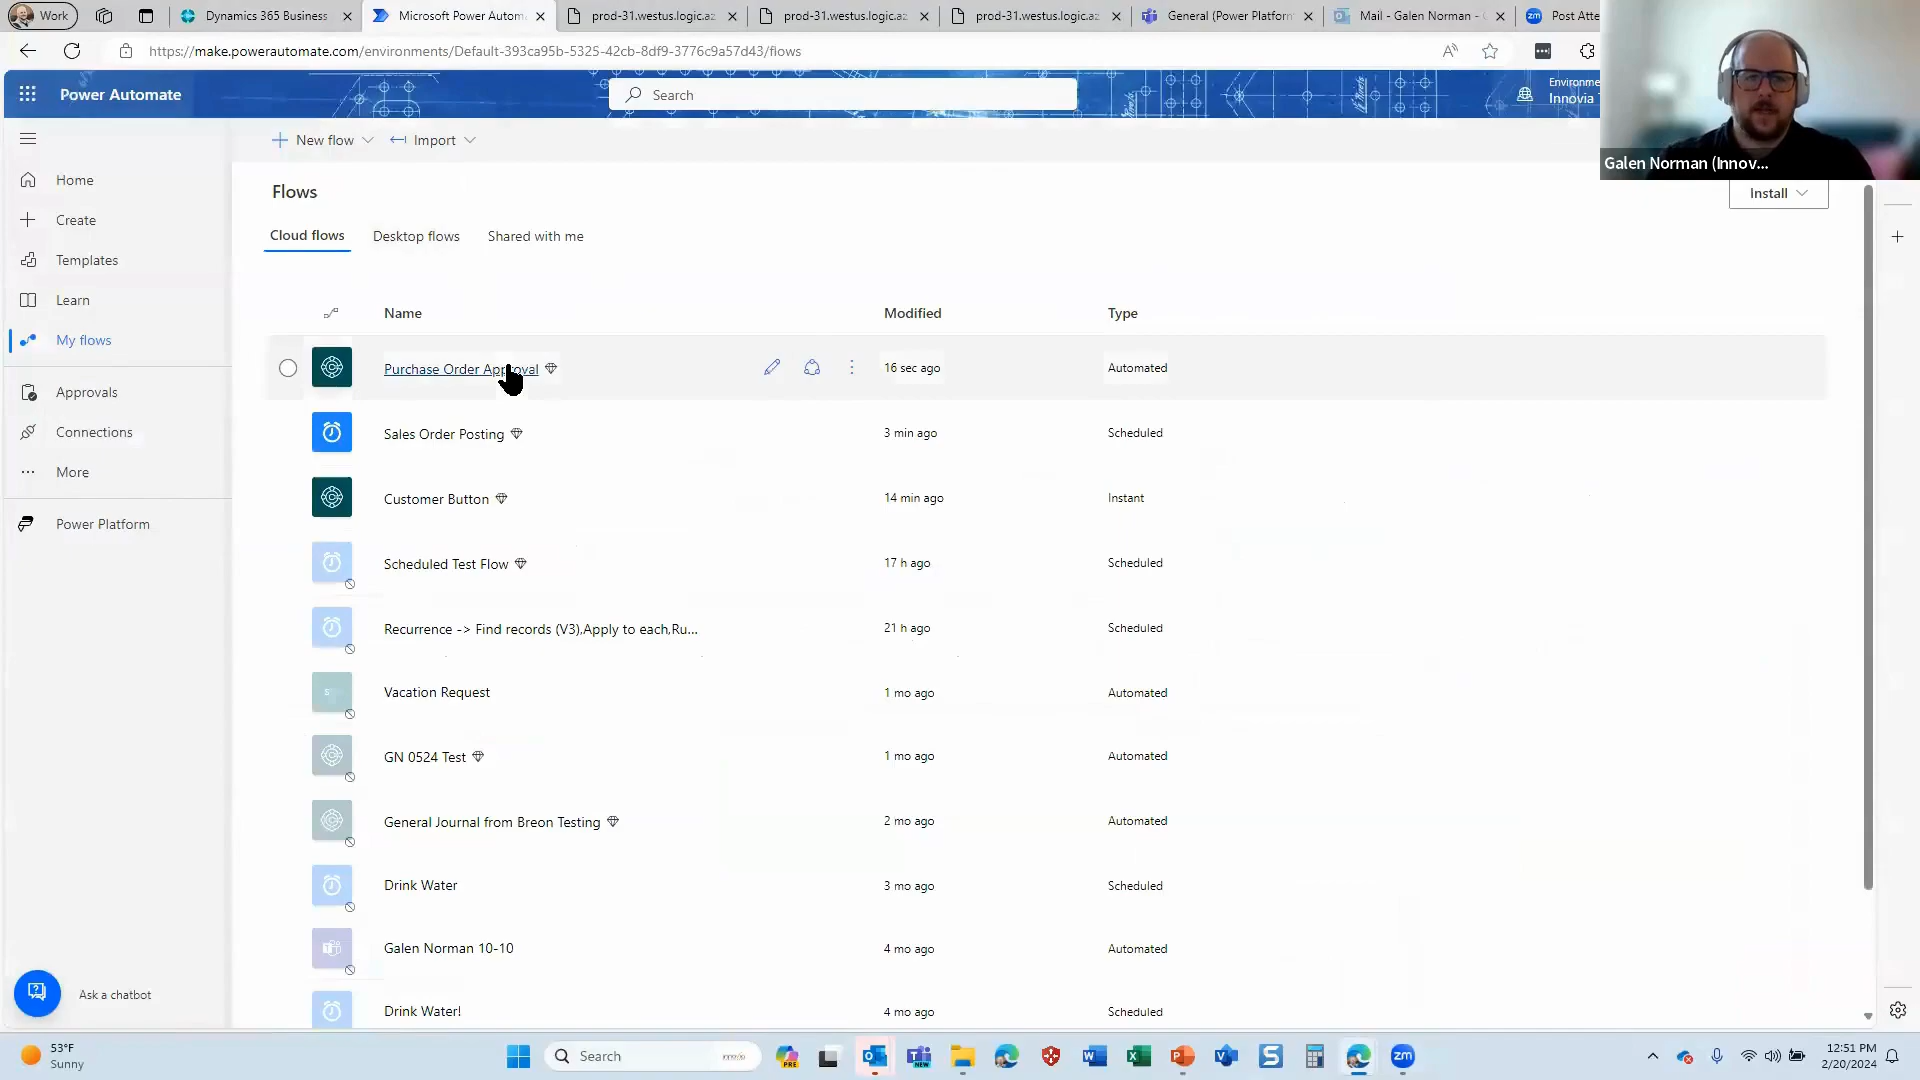 Work
Dynamics 365 Business
Microsoft Power Autom
prod-31.westus.logic.az
prod-31.westus.logic.az
prod-31.westus.logic.az
General (Power Platform
Mail - Galen Norman -
zm Post Atte
https://make.powerautomate.com/environments/Default-393ca95b-5325-42cb-8df9-3776c9a57d43/flows
Power Automate
Search
Environme
Innovia
Galen Norman (Innov...
New flow
Import
Home
Create
Templates
Learn
My flows
Approvals
Connections
More
Power Platform
Ask a chatbot
Flows
Install
Cloud flows Desktop flows Shared with me
Name Modified Type
Purchase Order Approval 16 sec ago Automated
Sales Order Posting 3 min ago Scheduled
Customer Button 14 min ago Instant
Scheduled Test Flow 17 h ago Scheduled
Recurrence -> Find records (V3),Apply to each,Ru... 21 h ago Scheduled
Vacation Request 1 mo ago Automated
GN 0524 Test 1 mo ago Automated
General Journal from Breon Testing 2 mo ago Automated
Drink Water 3 mo ago Scheduled
Galen Norman 10-10 4 mo ago Automated
Drink Water! 4 mo ago Scheduled
53°F
Sunny
Search
innovia
PRE
NEW
zm
12:51 PM
2/20/2024